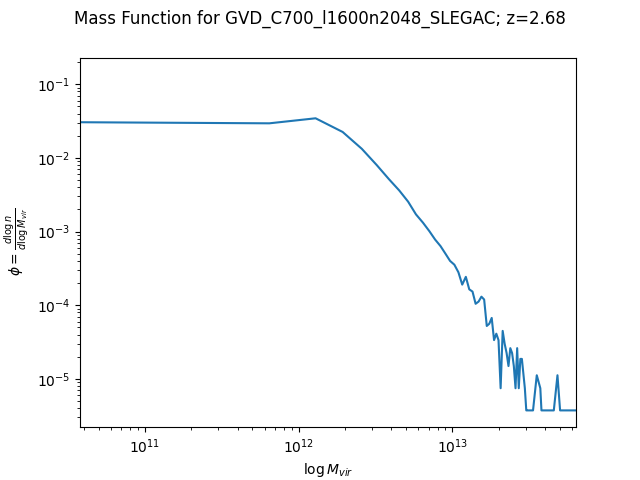 Mass Function for GVD_C700_l1600n2048_SLEGAC; z=2.68
10⁻¹
10⁻²
10⁻³
10⁻⁴
10⁻⁵
ϕ = d log n / d log M_vir
10¹¹
10¹²
10¹³
log M_vir